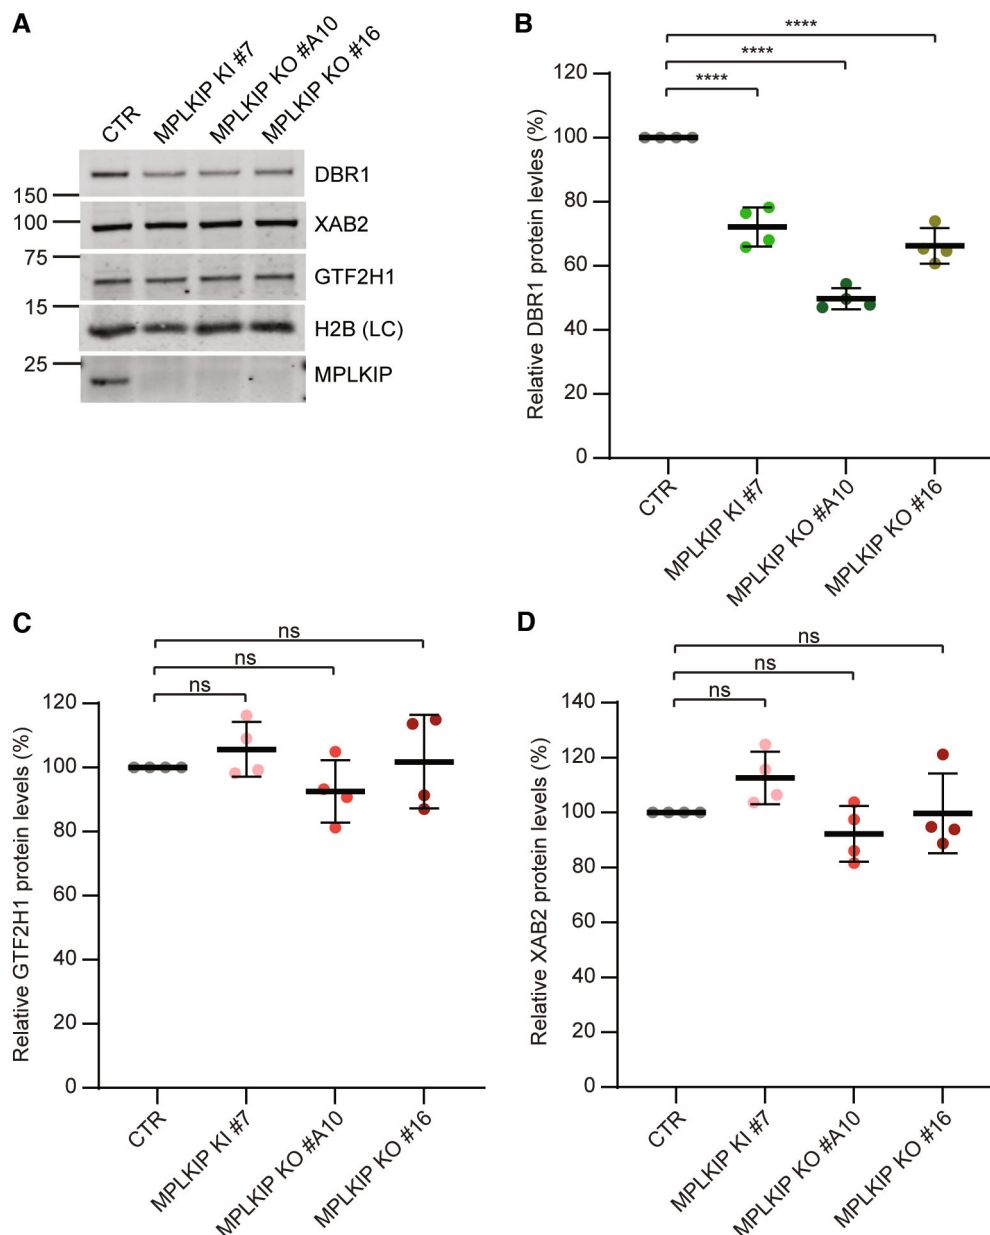 A
CTR
MPLKIP KI #7
MPLKIP KO #A10
MPLKIP KO #16
DBR1
150
100
XAB2
75
GTF2H1
15
H2B (LC)
25
MPLKIP
B
****
****
****
Relative DBR1 protein levles (%)
120
100
80
60
40
20
0
CTR
MPLKIP KI #7
MPLKIP KO #A10
MPLKIP KO #16
C
ns
ns
ns
Relative GTF2H1 protein levels (%)
120
100
80
60
40
20
0
CTR
MPLKIP KI #7
MPLKIP KO #A10
MPLKIP KO #16
D
ns
ns
ns
Relative XAB2 protein levels (%)
140
120
100
80
60
40
20
0
CTR
MPLKIP KI #7
MPLKIP KO #A10
MPLKIP KO #16